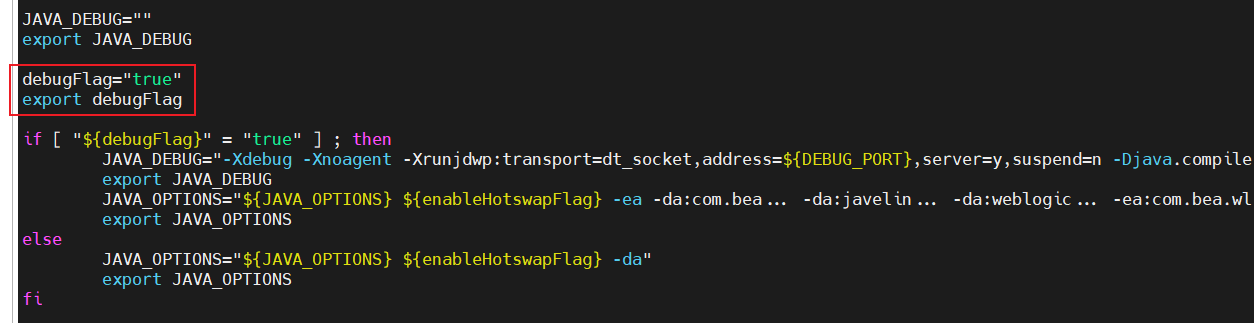 JAVA_DEBUG=""
export JAVA_DEBUG
debugFlag="true"
export debugFlag
if [ "${debugFlag}" = "true" ] ; then
JAVA_DEBUG="-Xdebug -Xnoagent -Xrunjdwp:transport=dt_socket,address=${DEBUG_PORT},server=y,suspend=n -Djava.compile
export JAVA_DEBUG
JAVA_OPTIONS="${JAVA_OPTIONS} ${enableHotswapFlag} -ea -da:com.bea... -da:javelin... -da:weblogic... -ea:com.bea.wl
export JAVA_OPTIONS
else
JAVA_OPTIONS="${JAVA_OPTIONS} ${enableHotswapFlag} -da"
export JAVA_OPTIONS
fi